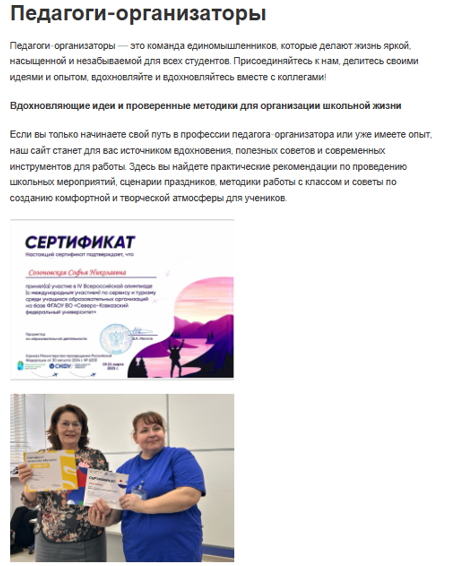 Педагоги-организаторы
Педагоги-организаторы — это команда единомышленников, которые делают жизнь яркой,
насыщенной и незабываемой для всех студентов. Присоединяйтесь к нам, делитесь своими
идеями и опытом, вдохновляйте и вдохновляйтесь вместе с коллегами!
Вдохновляющие идеи и проверенные методики для организации школьной жизни
Если вы только начинаете свой путь в профессии педагога-организатора или уже имеете опыт,
наш сайт станет для вас источником вдохновения, полезных советов и современных
инструментов для работы. Здесь вы найдете практические рекомендации по проведению
школьных мероприятий, сценарии праздников, методики работы с классом и советы по
созданию комфортной и творческой атмосферы для учеников.
СЕРТИФИКАТ
Настоящий сертификат подтверждает, что
Софья Николаевна
принял(а) участие в IV Всероссийской олимпиаде
(с международным участием) по сервису и туризму
среди учащихся образовательных организаций
на базе ФГАОУ ВО «Северо-Кавказский
федеральный университет»
Проректор
по образовательной деятельности
СКФУ
СЕРТИФИКАТ